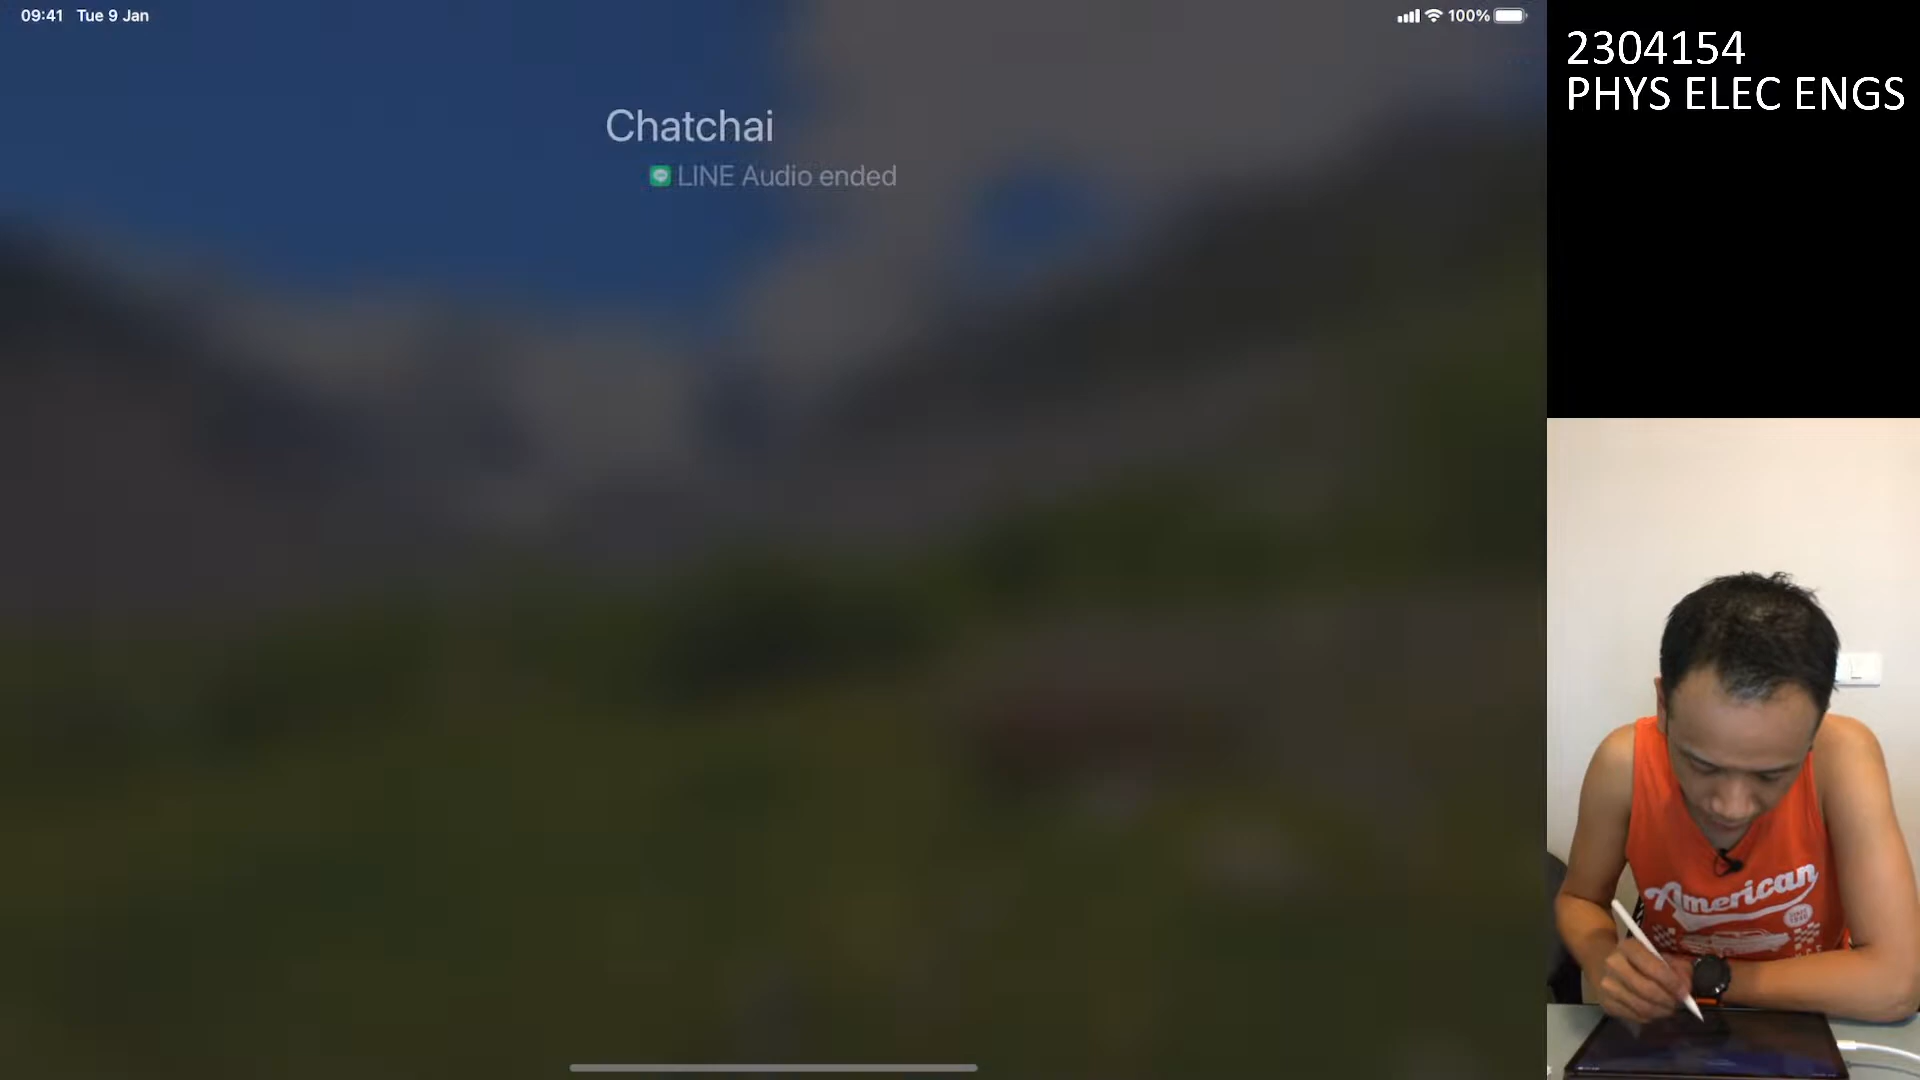 09:41 Tue 9 Jan
100%
Chatchai
LINE Audio ended
2304154
PHYS ELEC ENGS
American